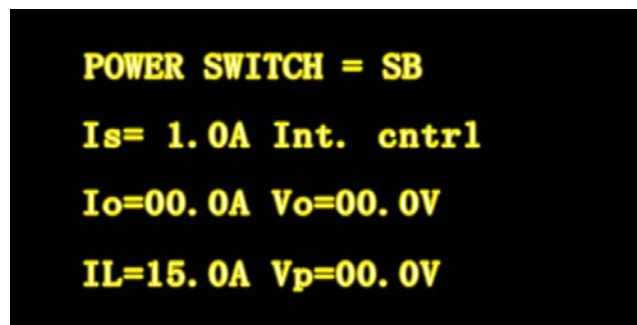 POWER SWITCH = SB
Is= 1.0A Int. cntrl
Io=00.0A Vo=00.0V
IL=15.0A Vp=00.0V